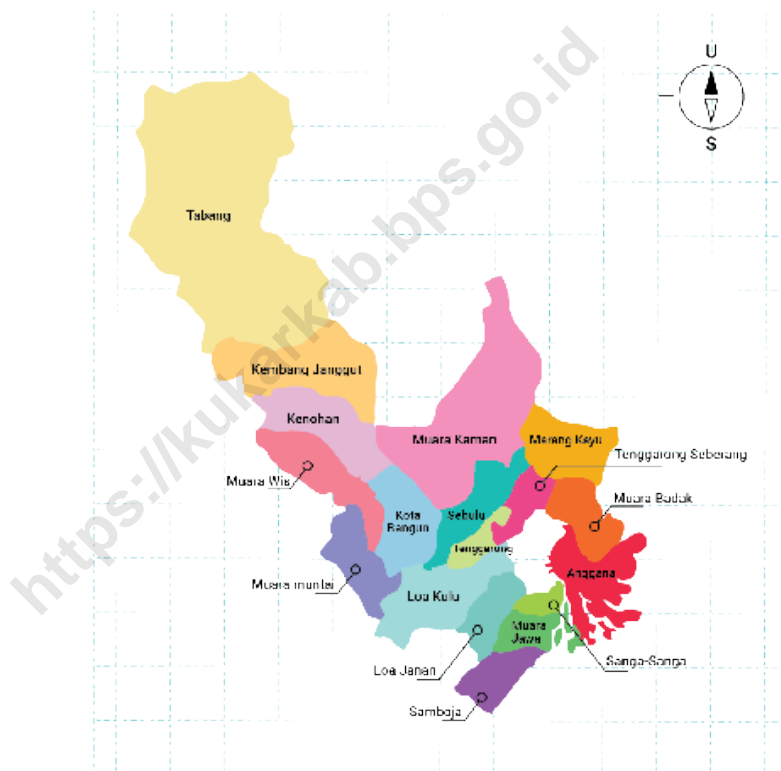 U
S
Tabang
Kembang Janggut
Kenohan
Muara Kaman
Marang Kayu
Tenggarong Seberang
Muara Wis
Muara Badak
Kota
Bangun
Sebulu
Tenggarong
Anggana
Muara muntai
Loa Kulu
Muara
Jawa
Sanga-Sanga
Loa Janan
Samboja
https://kukarkab.bps.go.id